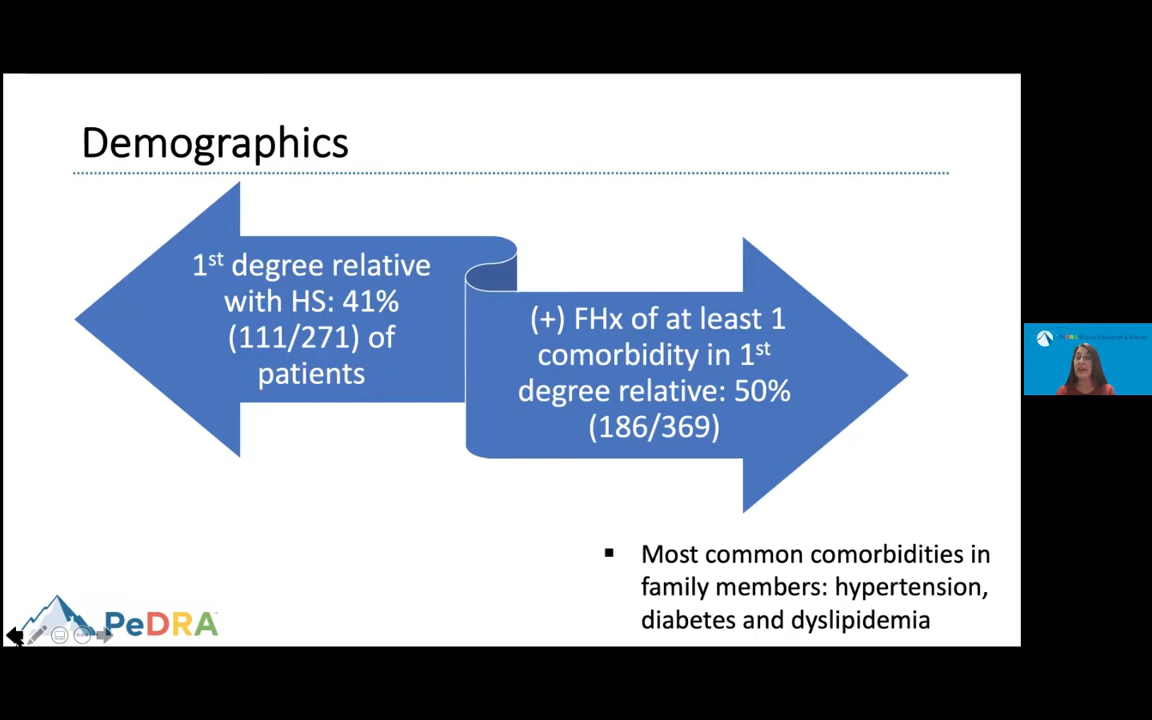 Demographics
1st degree relative
with HS: 41%
(111/271) of
patients
(+) FHx of at least 1
comorbidity in 1st
degree relative: 50%
(186/369)
▪ Most common comorbidities in
family members: hypertension,
diabetes and dyslipidemia
PeDRA